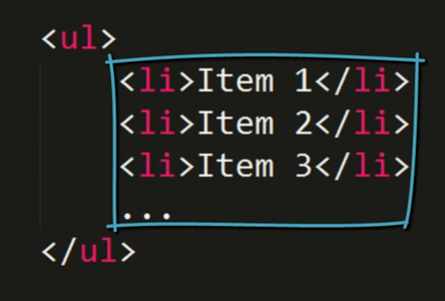 <ul>
<li>Item 1</li>
<li>Item 2</li>
<li>Item 3</li>
...
</ul>